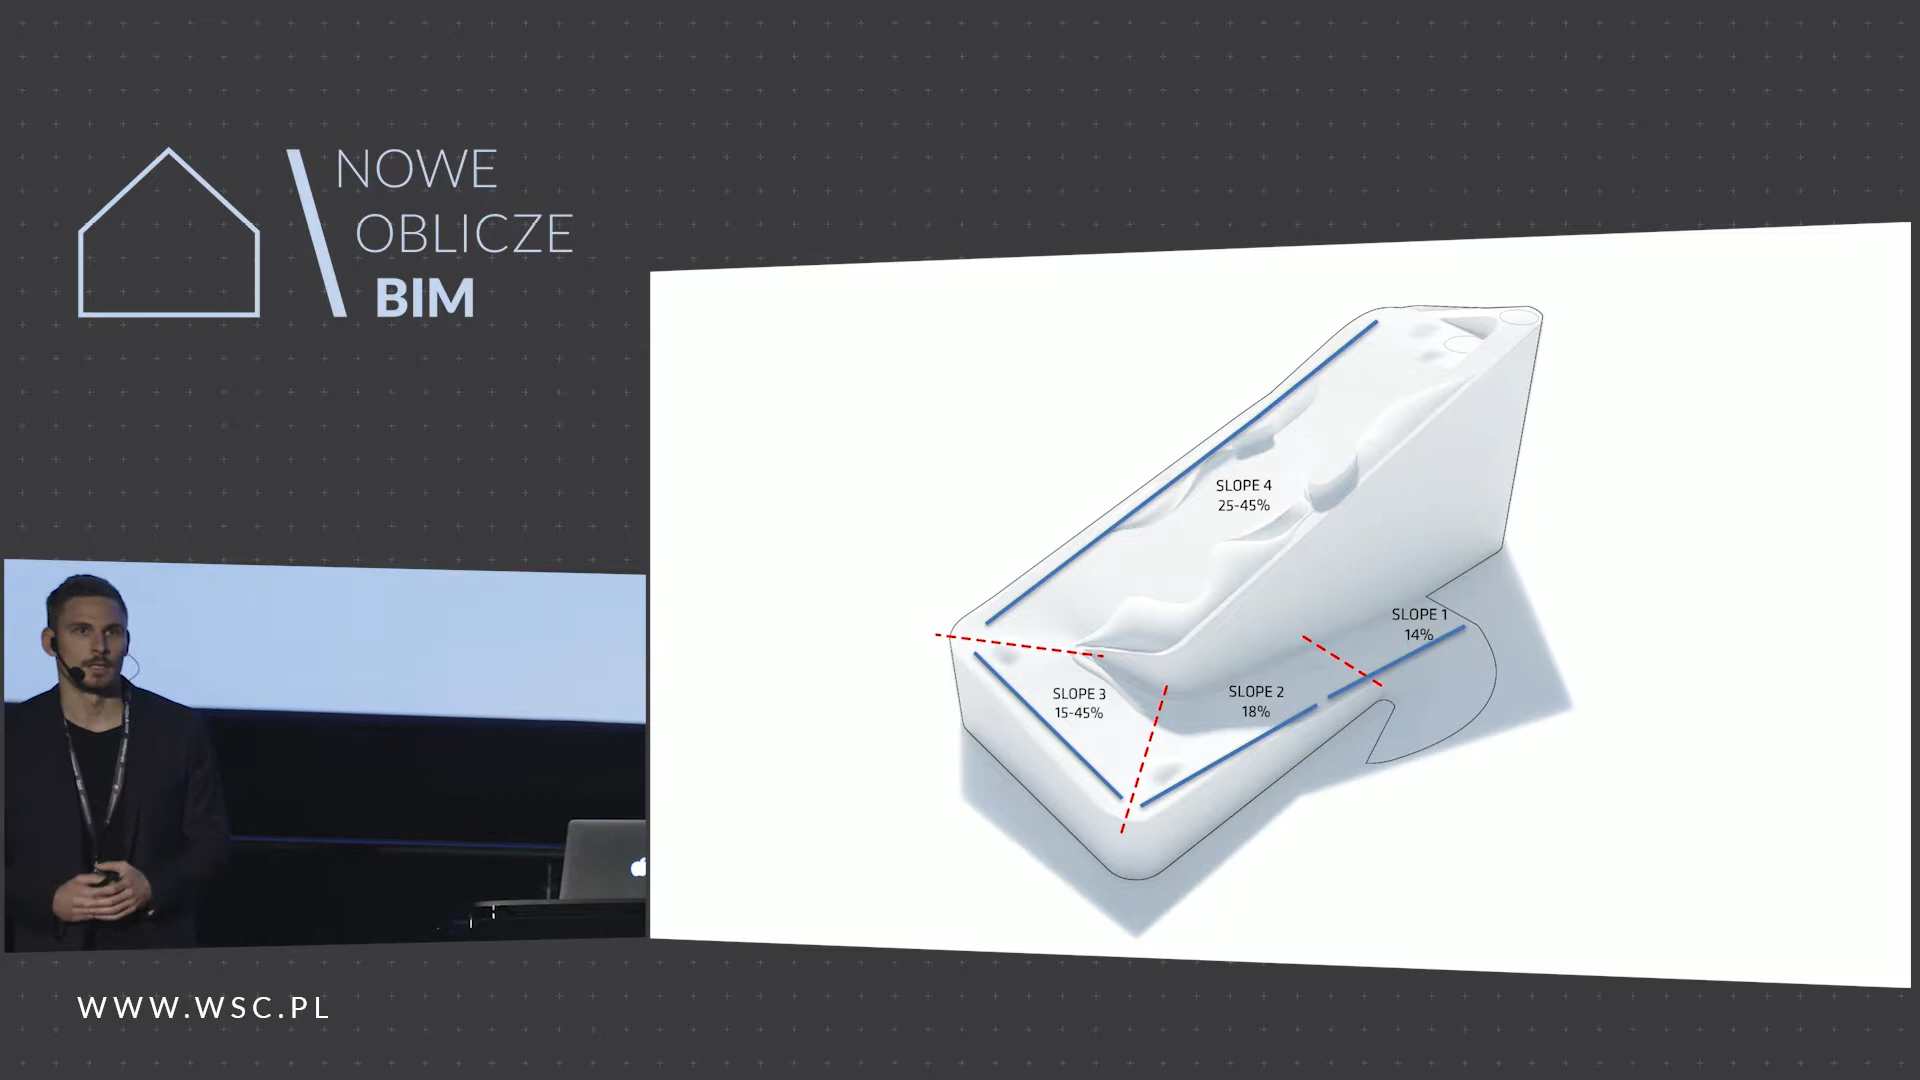 NOWE
OBLICZE
BIM
SLOPE 4
25-45%
SLOPE 1
14%
SLOPE 3
15-45%
SLOPE 2
18%
WWW.WSC.PL